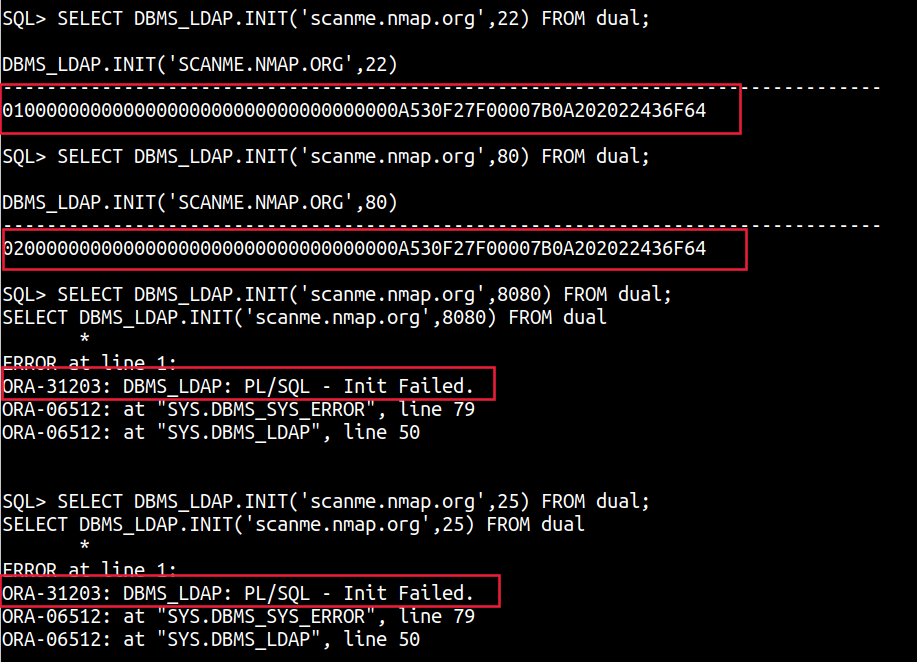 SQL> SELECT DBMS_LDAP.INIT('scanme.nmap.org',22) FROM dual;
DBMS_LDAP.INIT('SCANME.NMAP.ORG',22)
--------------------------------------------------------------------------------
0100000000000000000000000000000000000A530F27F00007B0A202022436F64
SQL> SELECT DBMS_LDAP.INIT('scanme.nmap.org',80) FROM dual;
DBMS_LDAP.INIT('SCANME.NMAP.ORG',80)
--------------------------------------------------------------------------------
0200000000000000000000000000000000000A530F27F00007B0A202022436F64
SQL> SELECT DBMS_LDAP.INIT('scanme.nmap.org',8080) FROM dual;
SELECT DBMS_LDAP.INIT('scanme.nmap.org',8080) FROM dual
*
ERROR at line 1:
ORA-31203: DBMS_LDAP: PL/SQL - Init Failed.
ORA-06512: at "SYS.DBMS_SYS_ERROR", line 79
ORA-06512: at "SYS.DBMS_LDAP", line 50
SQL> SELECT DBMS_LDAP.INIT('scanme.nmap.org',25) FROM dual;
SELECT DBMS_LDAP.INIT('scanme.nmap.org',25) FROM dual
*
ERROR at line 1:
ORA-31203: DBMS_LDAP: PL/SQL - Init Failed.
ORA-06512: at "SYS.DBMS_SYS_ERROR", line 79
ORA-06512: at "SYS.DBMS_LDAP", line 50